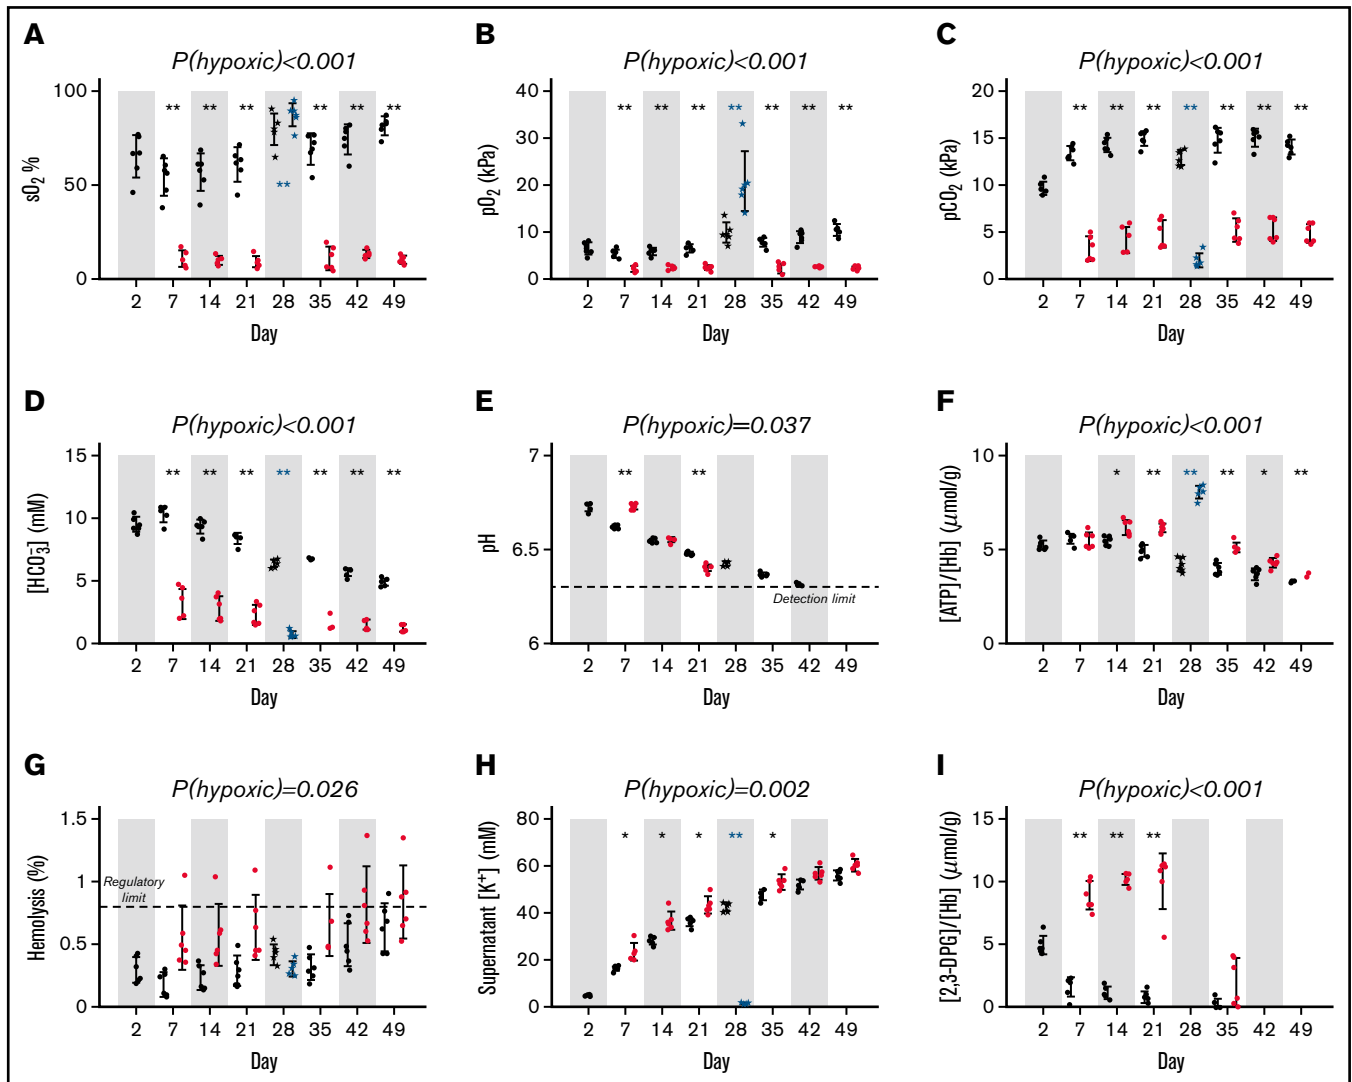 A
P(hypoxic)<0.001
sO2 %
100
50
0
** ** ** ** ** ** **
2 7 14 21 28 35 42 49
Day
B
P(hypoxic)<0.001
pO2 (kPa)
40
30
20
10
0
** ** ** ** ** ** **
2 7 14 21 28 35 42 49
Day
C
P(hypoxic)<0.001
pCO2 (kPa)
20
15
10
5
0
** ** ** ** ** ** **
2 7 14 21 28 35 42 49
Day
D
P(hypoxic)<0.001
[HCO3-] (mM)
15
10
5
0
** ** ** ** ** ** **
2 7 14 21 28 35 42 49
Day
E
P(hypoxic)=0.037
pH
7
6.5
6
** **
Detection limit
2 7 14 21 28 35 42 49
Day
F
P(hypoxic)<0.001
[ATP]/[Hb] (μmol/g)
10
5
0
* ** ** ** * **
2 7 14 21 28 35 42 49
Day
G
P(hypoxic)=0.026
Hemolysis (%)
1.5
1
0.5
0
Regulatory
limit
2 7 14 21 28 35 42 49
Day
H
P(hypoxic)=0.002
Supernatant [K+] (mM)
80
60
40
20
0
* * * ** *
2 7 14 21 28 35 42 49
Day
I
P(hypoxic)<0.001
[2,3-DPG]/[Hb] (μmol/g)
15
10
5
0
** ** **
2 7 14 21 28 35 42 49
Day